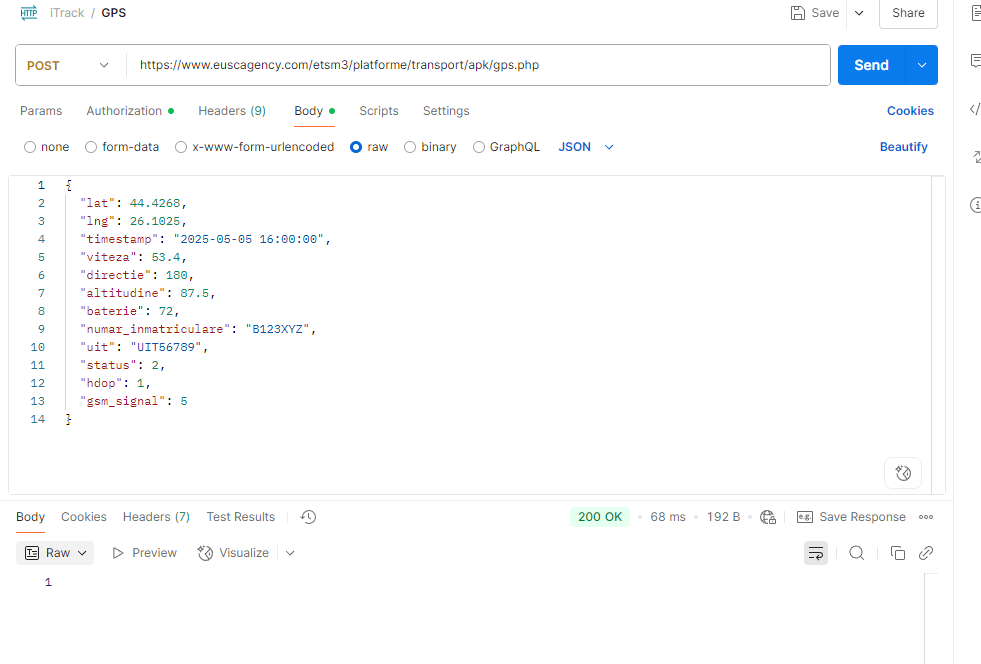 HTTP iTrack / GPS Save Share
POST https://www.euscagency.com/etsm3/platforme/transport/apk/gps.php Send
Params Authorization Headers (9) Body Scripts Settings Cookies
none form-data x-www-form-urlencoded raw binary GraphQL JSON Beautify
1 {
2 "lat": 44.4268,
3 "lng": 26.1025,
4 "timestamp": "2025-05-05 16:00:00",
5 "viteza": 53.4,
6 "directie": 180,
7 "altitudine": 87.5,
8 "baterie": 72,
9 "numar_inmatriculare": "B123XYZ",
10 "uit": "UIT56789",
11 "status": 2,
12 "hdop": 1,
13 "gsm_signal": 5
14 }
Body Cookies Headers (7) Test Results 200 OK 68 ms 192 B e.g. Save Response
Raw Preview Visualize
1